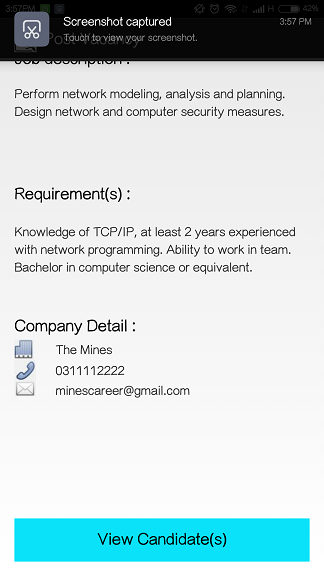 3:57PM
42%
Screenshot captured
3:57 PM
Touch to view your screenshot.
Post Vacancy
Job description :
Perform network modeling, analysis and planning.
Design network and computer security measures.
Requirement(s) :
Knowledge of TCP/IP, at least 2 years experienced
with network programming. Ability to work in team.
Bachelor in computer science or equivalent.
Company Detail :
The Mines
0311112222
minescareer@gmail.com
View Candidate(s)